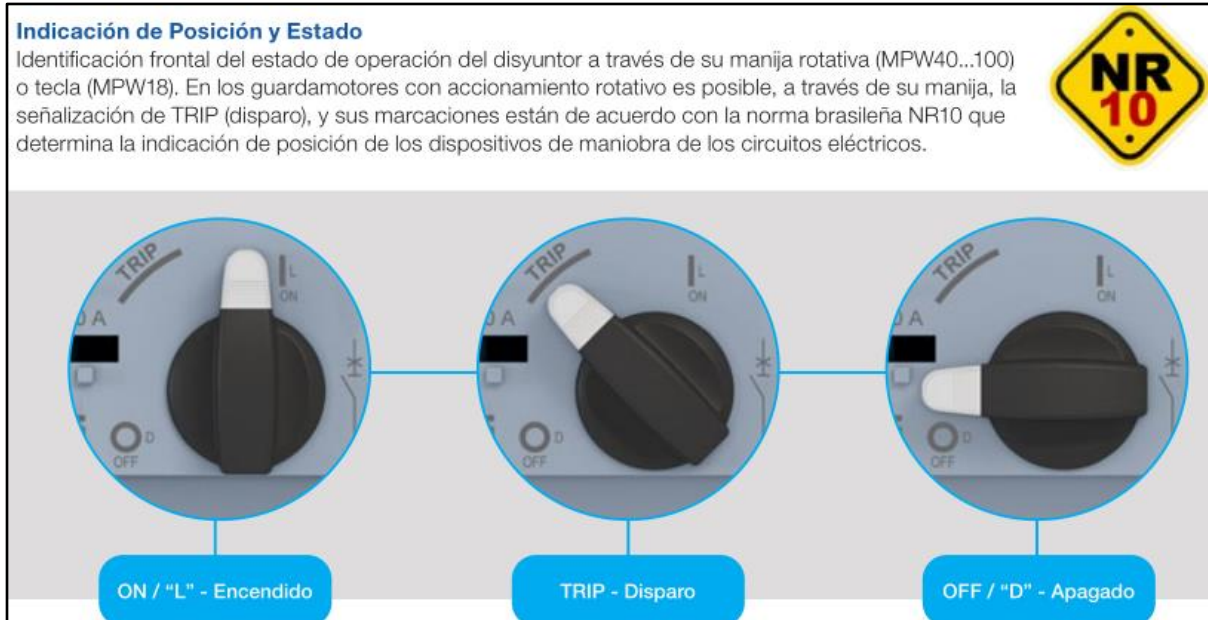 Indicación de Posición y Estado
Identificación frontal del estado de operación del disyuntor a través de su manija rotativa (MPW40...100)
o tecla (MPW18). En los guardamotores con accionamiento rotativo es posible, a través de su manija, la
señalización de TRIP (disparo), y sus marcaciones están de acuerdo con la norma brasileña NR10 que
determina la indicación de posición de los dispositivos de maniobra de los circuitos eléctricos.
NR
10
TRIP
L
ON
0 A
D
OFF
TRIP
L
ON
0 A
D
OFF
TRIP
L
ON
0 A
D
OFF
ON / “L” - Encendido
TRIP - Disparo
OFF / “D” - Apagado